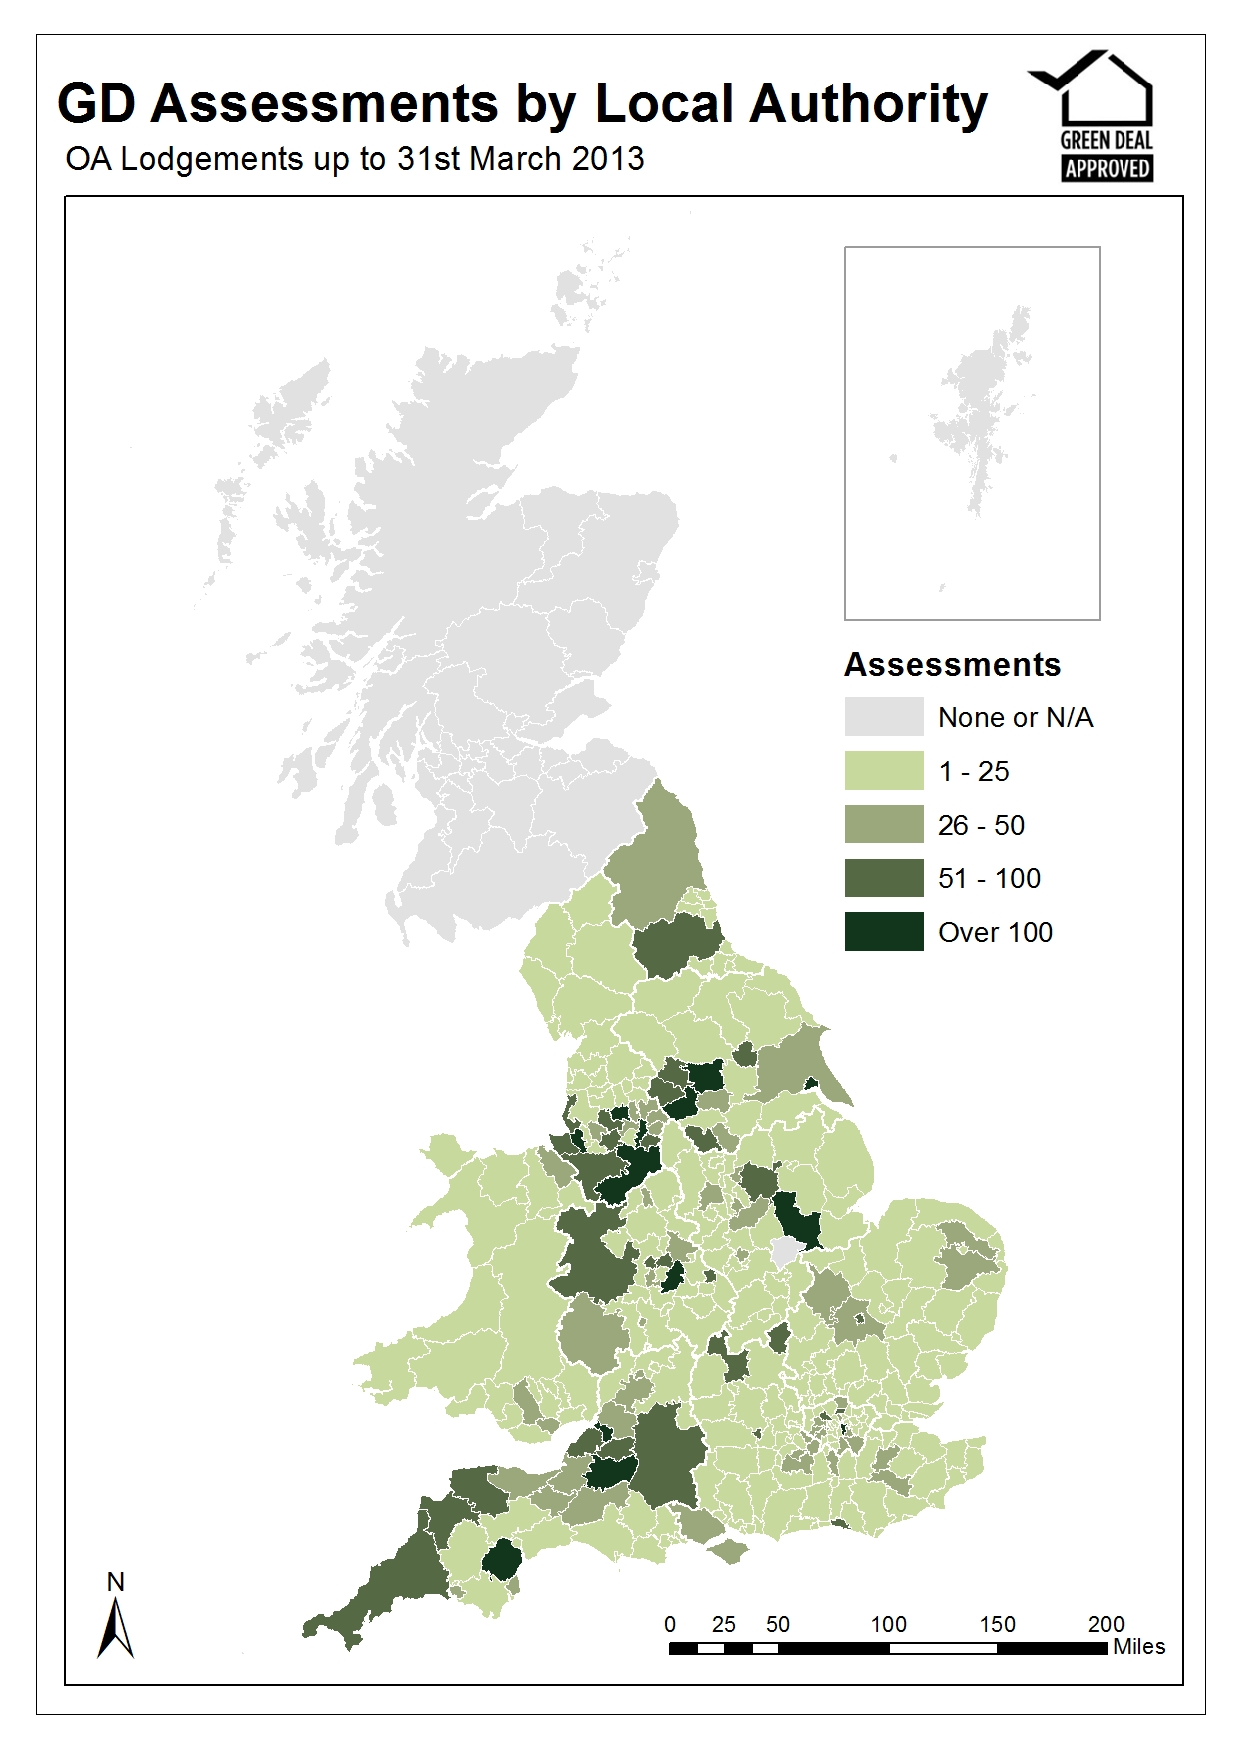 GD Assessments by Local Authority
OA Lodgements up to 31st March 2013
GREEN DEAL
APPROVED
Assessments
None or N/A
1 - 25
26 - 50
51 - 100
Over 100
N
0 25 50 100 150 200
Miles